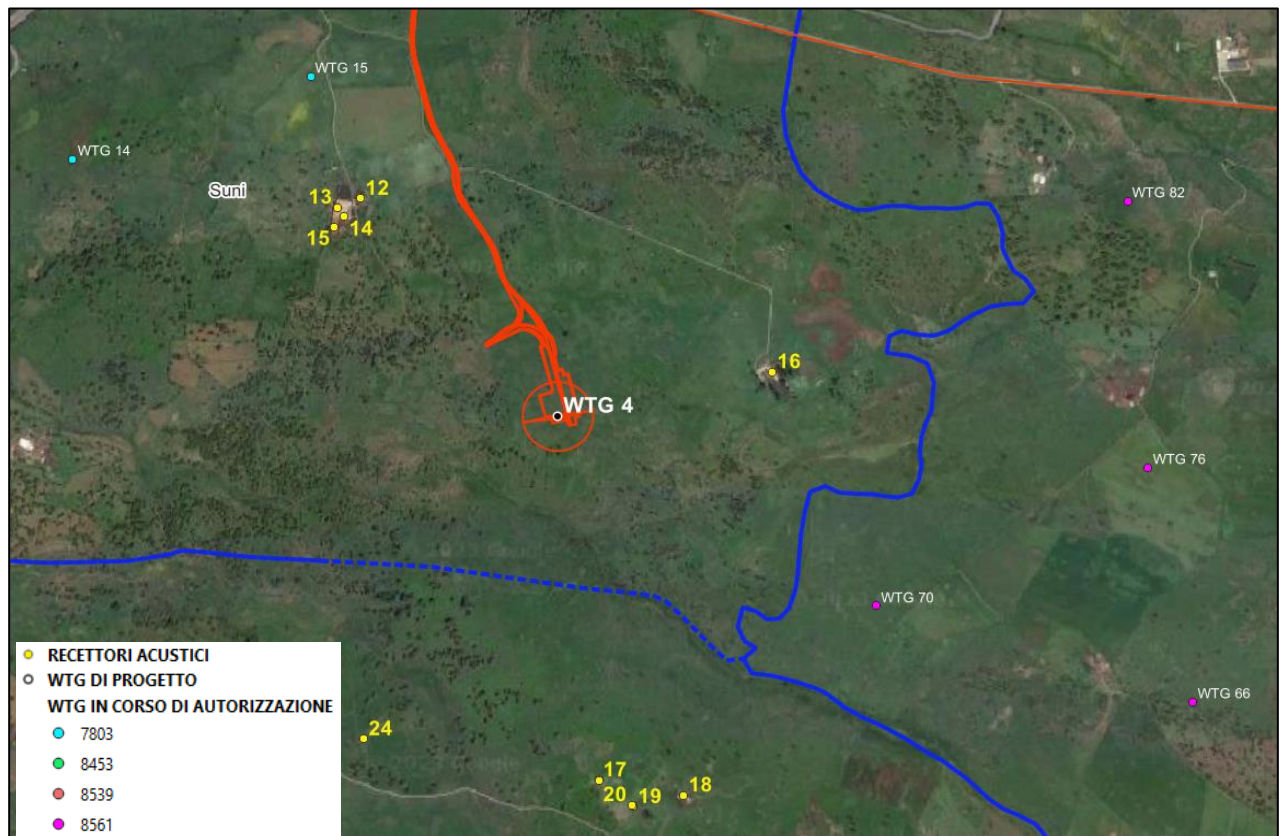 WTG 15
WTG 14
Suni
13
12
14
15
WTG 82
16
WTG 4
WTG 76
WTG 70
WTG 66
24
17
18
20
19
RECETTORI ACUSTICI
WTG DI PROGETTO
WTG IN CORSO DI AUTORIZZAZIONE
7803
8453
8539
8561